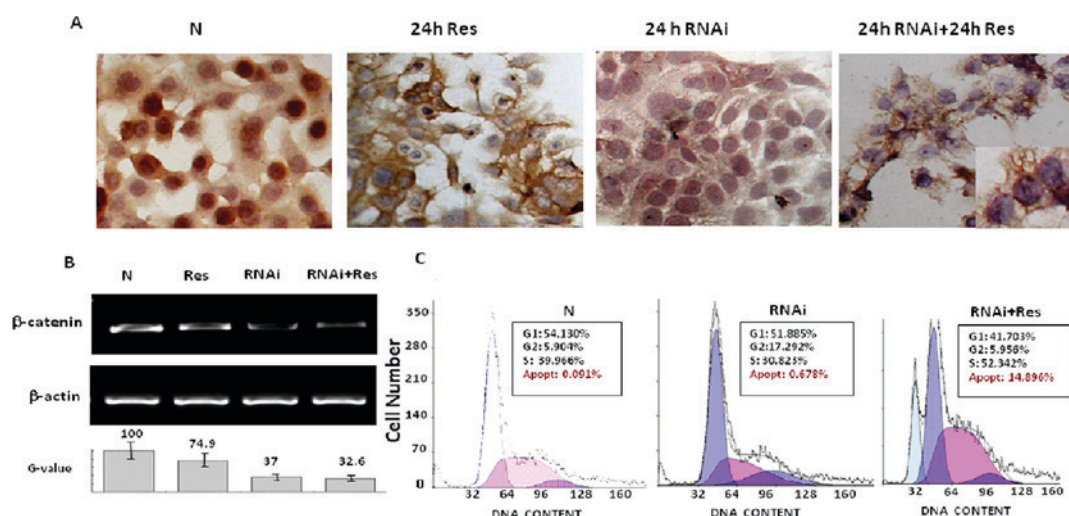 A
N 24h Res 24h RNAi 24h RNAi+24h Res
B
N Res RNAi RNAi+Res
β-catenin
β-actin
G-value
100 74.9 37 32.6
C
Cell Number
350
280
210
140
70
0
N
G1:54.130%
G2:5.904%
S: 39.966%
Apopt: 0.091%
32 64 96 128 160
DNA CONTENT
RNAi
G1:51.885%
G2:17.292%
S: 30.823%
Apopt: 0.678%
32 64 96 128 160
DNA CONTENT
RNAi+Res
G1:41.703%
G2:5.956%
S: 52.342%
Apopt: 14.896%
32 64 96 128 160
DNA CONTENT